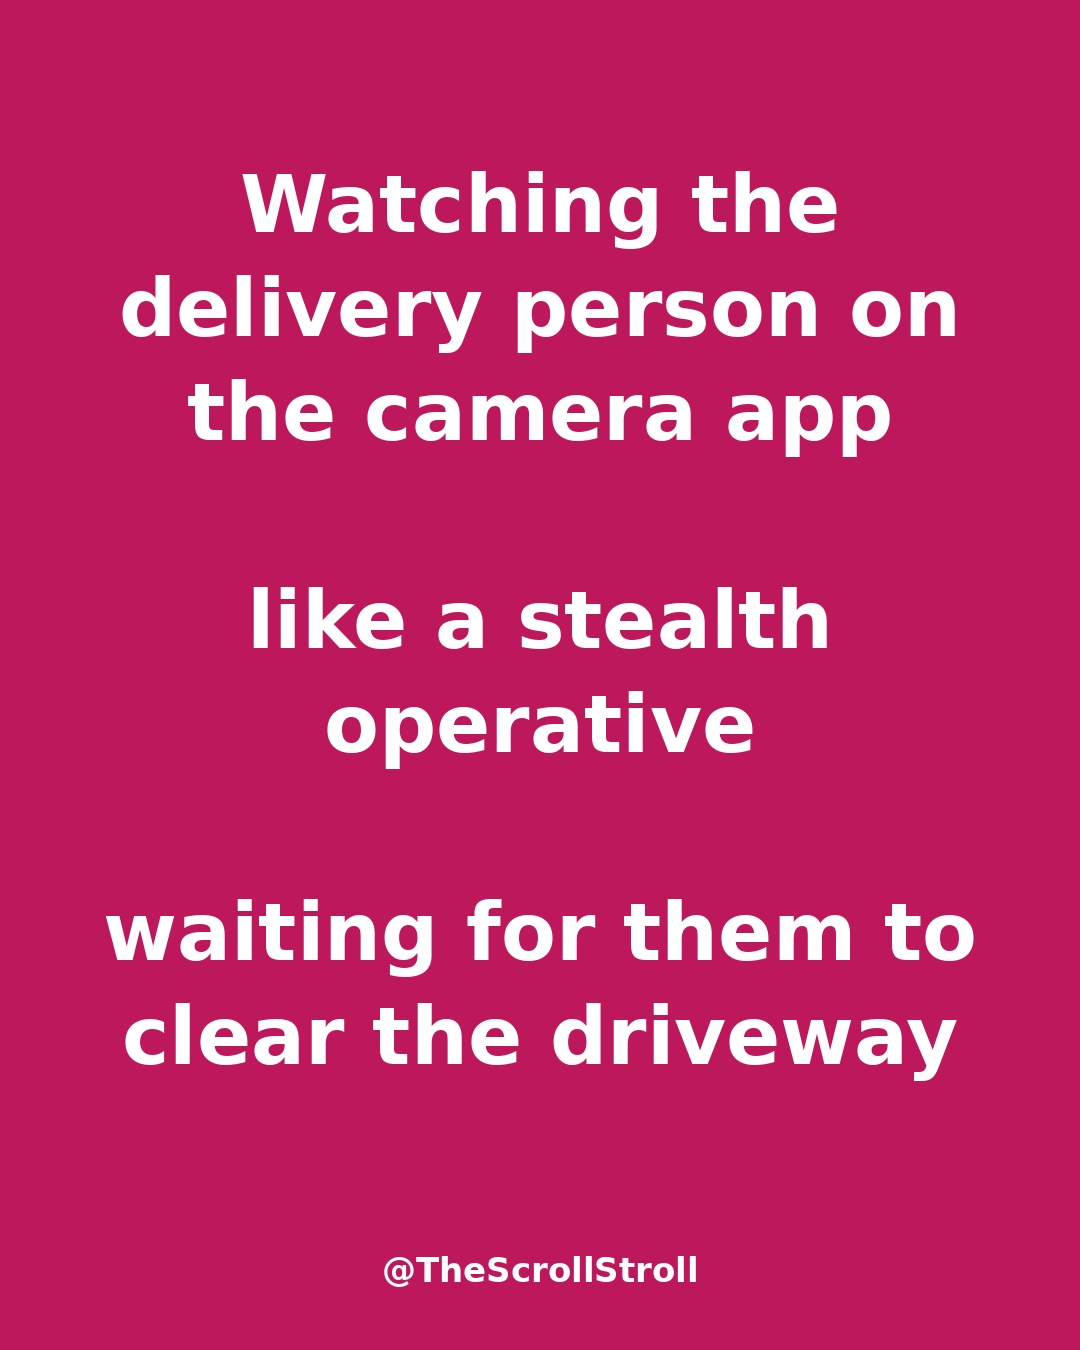 Watching the
delivery person on
the camera app
like a stealth
operative
waiting for them to
clear the driveway
@TheScrollStroll